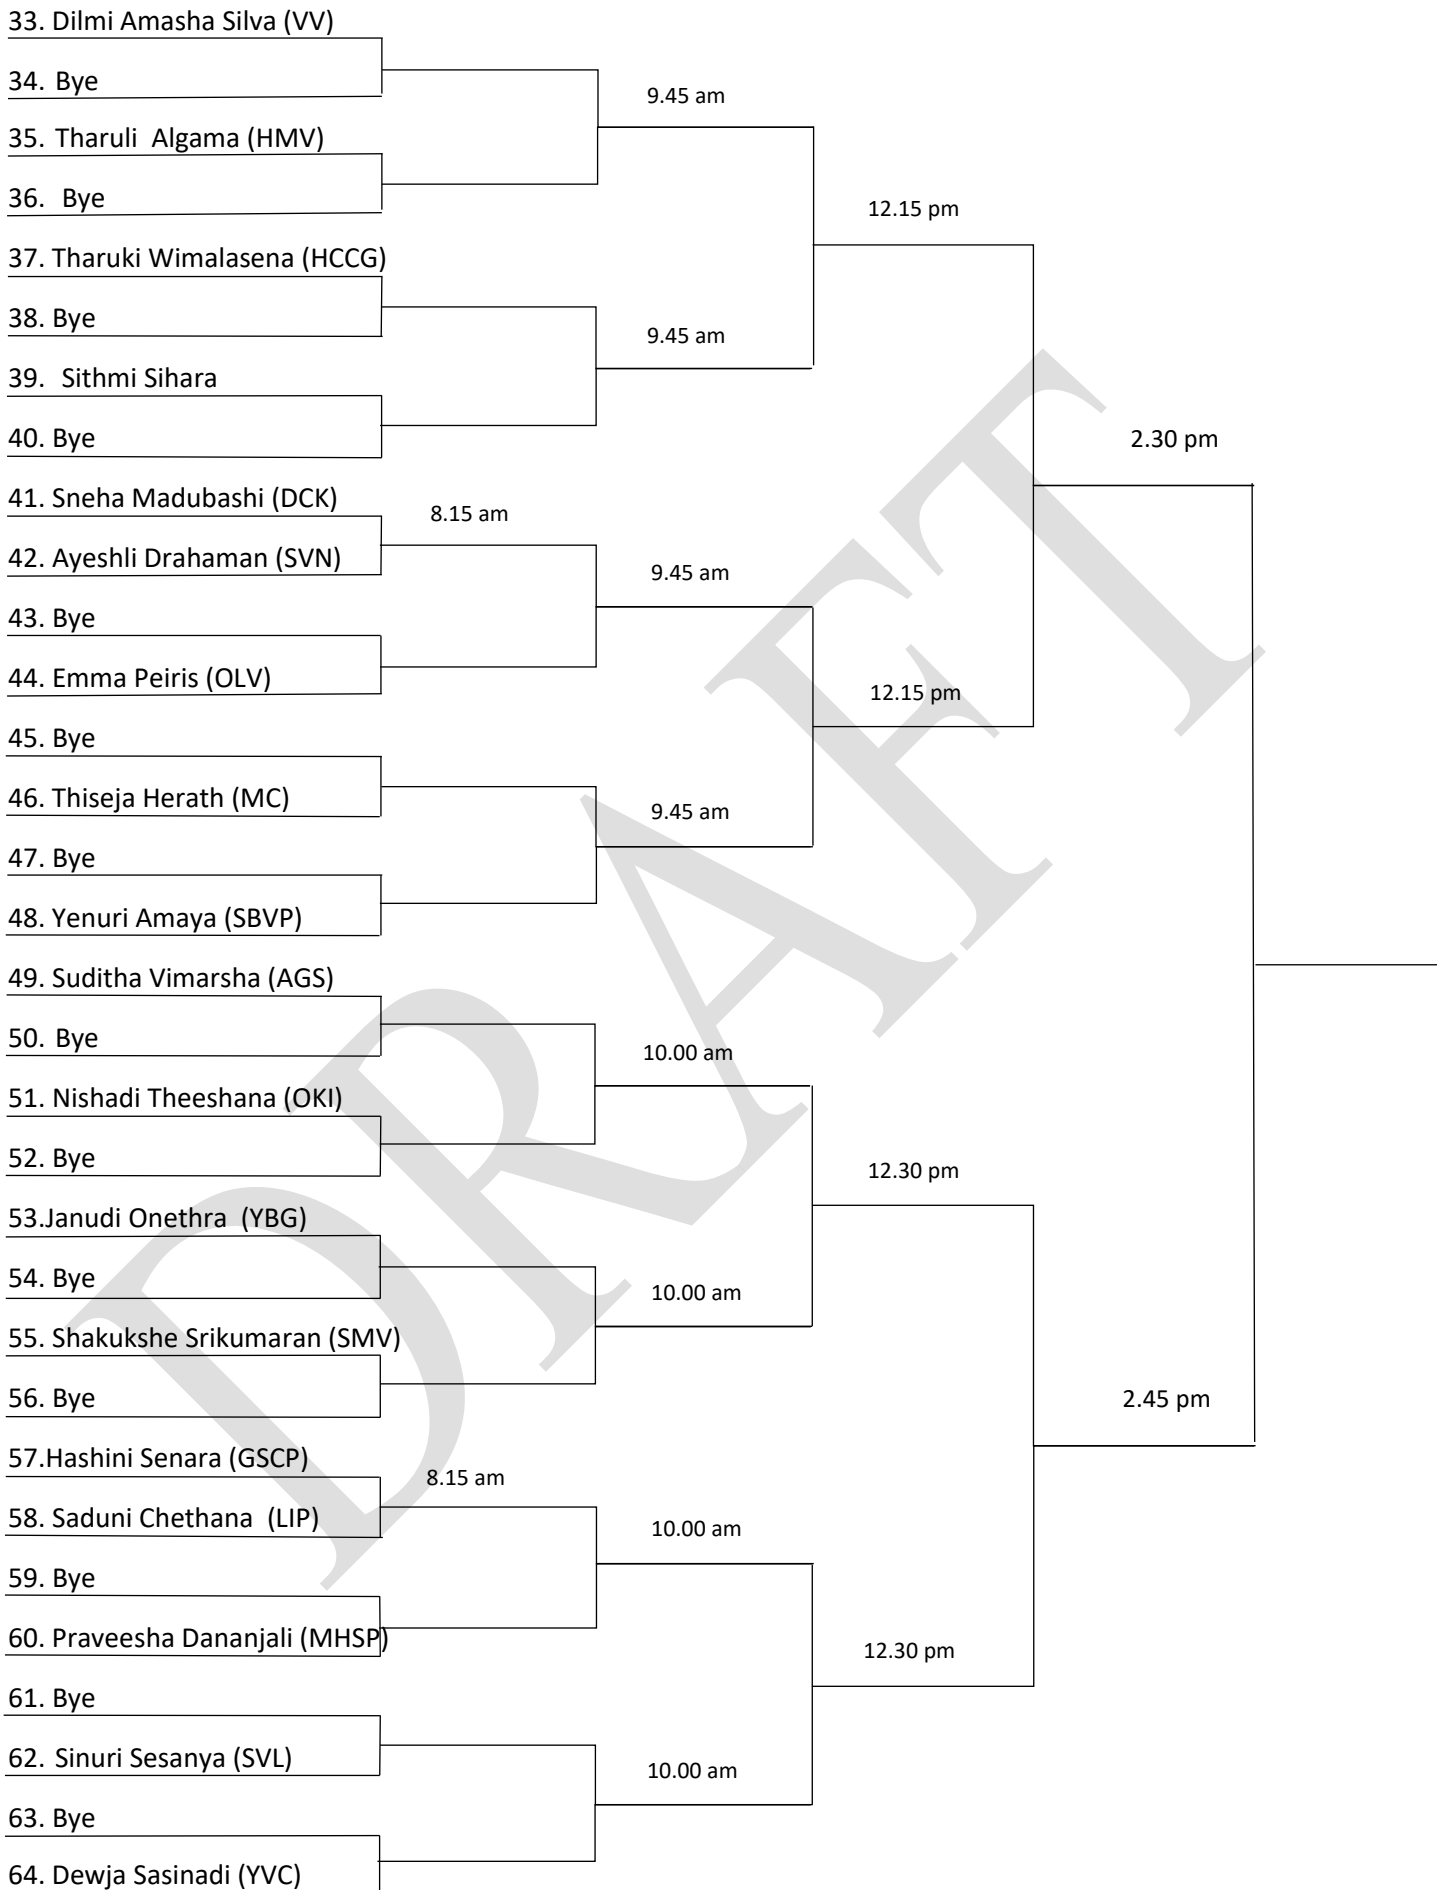 33. Dilmi Amasha Silva (VV)
34. Bye
9.45 am
35. Tharuli Algama (HMV)
36. Bye
12.15 pm
37. Tharuki Wimalasena (HCCG)
38. Bye
9.45 am
39. Sithmi Sihara
40. Bye
2.30 pm
41. Sneha Madubashi (DCK)
8.15 am
42. Ayeshli Drahaman (SVN)
9.45 am
43. Bye
44. Emma Peiris (OLV)
12.15 pm
45. Bye
46. Thiseja Herath (MC)
9.45 am
47. Bye
48. Yenuri Amaya (SBVP)
49. Suditha Vimarsha (AGS)
50. Bye
10.00 am
51. Nishadi Theeshana (OKI)
52. Bye
12.30 pm
53.Janudi Onethra (YBG)
54. Bye
10.00 am
55. Shakukshe Srikumaran (SMV)
56. Bye
2.45 pm
57.Hashini Senara (GSCP)
8.15 am
58. Saduni Chethana (LIP)
10.00 am
59. Bye
60. Praveesha Dananjali (MHSP)
12.30 pm
61. Bye
62. Sinuri Sesanya (SVL)
10.00 am
63. Bye
64. Dewja Sasinadi (YVC)
DRAFT